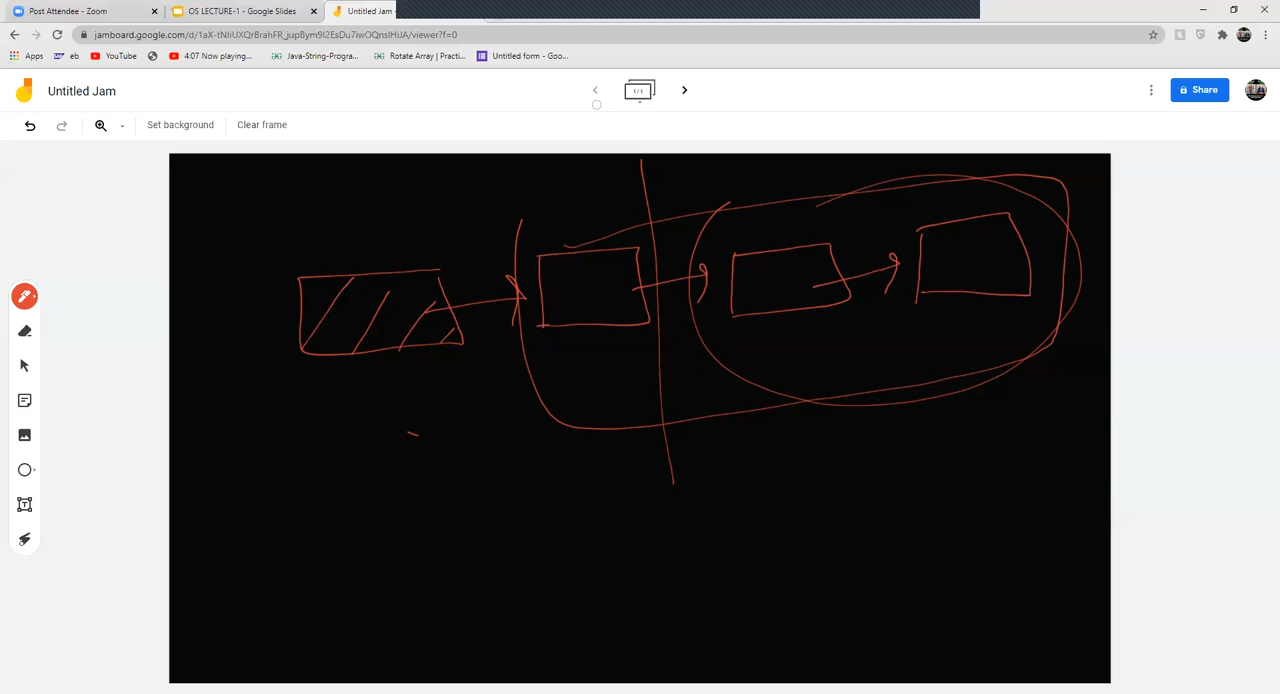 Post Attendee - Zoom
OS LECTURE-1 - Google Slides
Untitled Jam -
jamboard.google.com/d/1aX-tNIiUXQrBrahFR_jupBym9I2EsDu7iwOQnsIHiJA/viewer?f=0
Apps
eb
YouTube
4:07 Now playing...
Java-String-Progra...
Rotate Array | Practi...
Untitled form - Goo...
Untitled Jam
1/1
Share
Set background
Clear frame